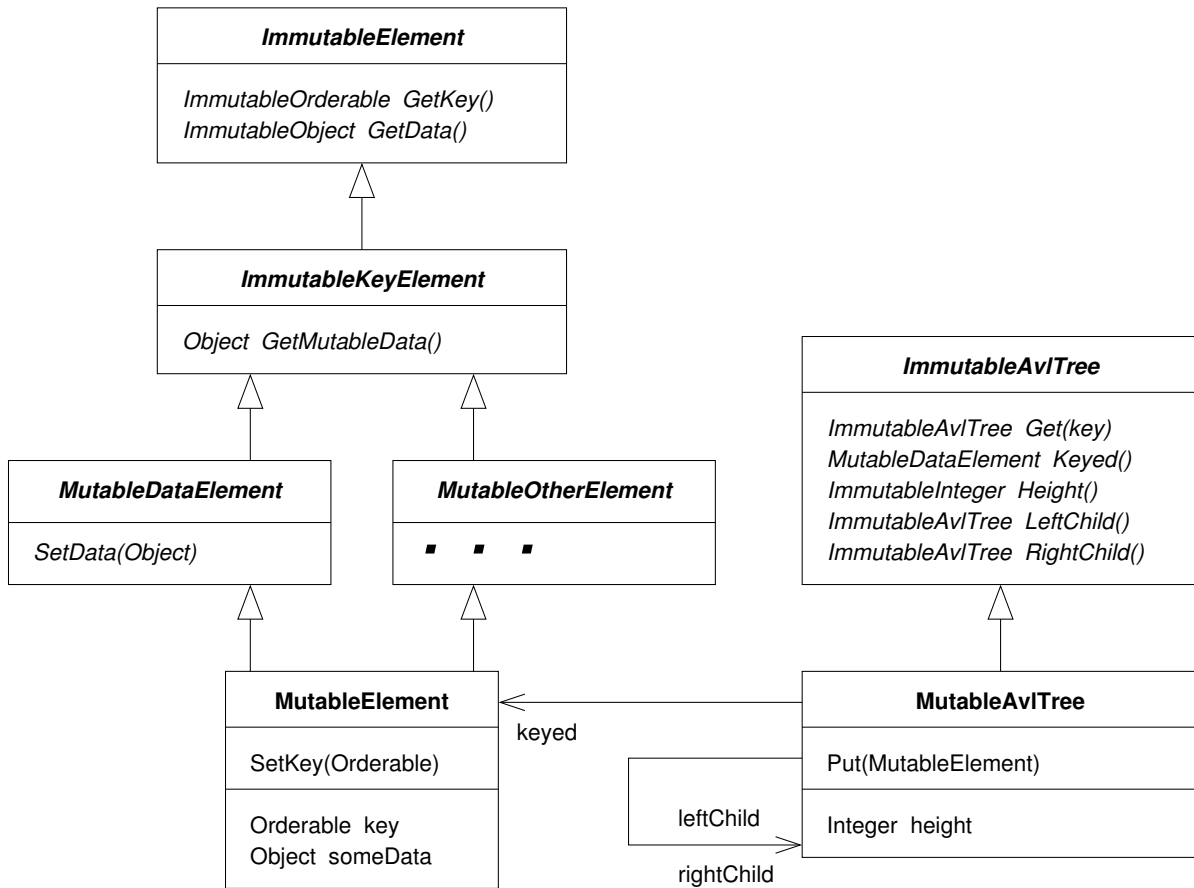 ImmutableElement
ImmutableOrderable GetKey()
ImmutableObject GetData()
ImmutableKeyElement
Object GetMutableData()
ImmutableAvlTree
ImmutableAvlTree Get(key)
MutableDataElement Keyed()
ImmutableInteger Height()
ImmutableAvlTree LeftChild()
ImmutableAvlTree RightChild()
MutableDataElement
SetData(Object)
MutableOtherElement
MutableElement
SetKey(Orderable)
Orderable key
Object someData
keyed
MutableAvlTree
Put(MutableElement)
Integer height
leftChild
rightChild